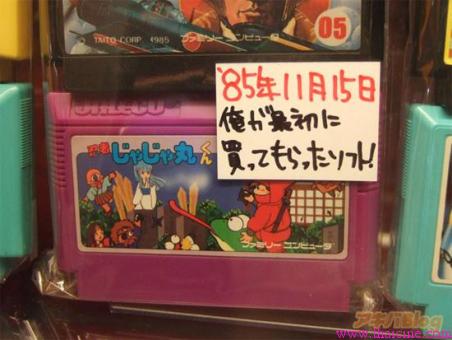 TAITO CORP. 1985
ファミリー コンピュータ
05
'85年11月15日
俺が最初に
買ってもらったソフト!
JALECO
忍者じゃじゃ丸くん
ファミリー コンピュータ
アキバBlog
www.thaisine.com